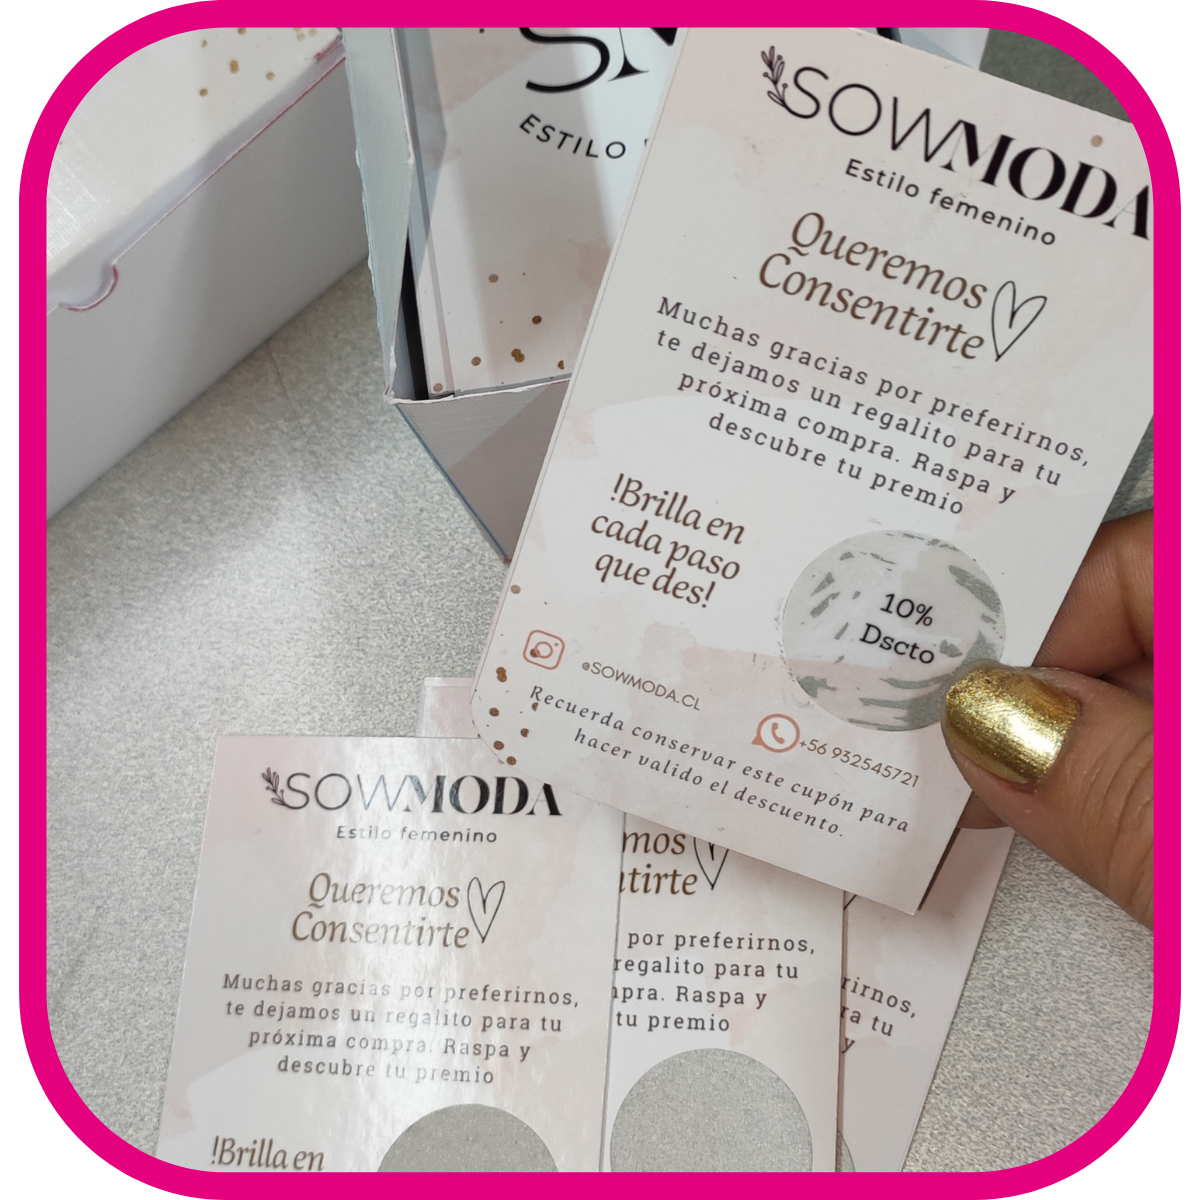 ESTILO
SOWMODA
Estilo femenino
Queremos
Consentirte
Muchas gracias por preferirnos,
te dejamos un regalito para tu
próxima compra. Raspa y
descubre tu premio
!Brilla en
cada paso
que des!
10%
Dscto
@SOWMODA.CL
+56 932545721
Recuerda conservar este cupón para
hacer valido el descuento.
SOWMODA
Estilo femenino
Queremos
Consentirte
Muchas gracias por preferirnos,
te dejamos un regalito para tu
próxima compra. Raspa y
descubre tu premio
!Brilla en
mos
tirte
por preferirnos,
regalito para tu
pra. Raspa y
tu premio
irnos,
ra tu
y